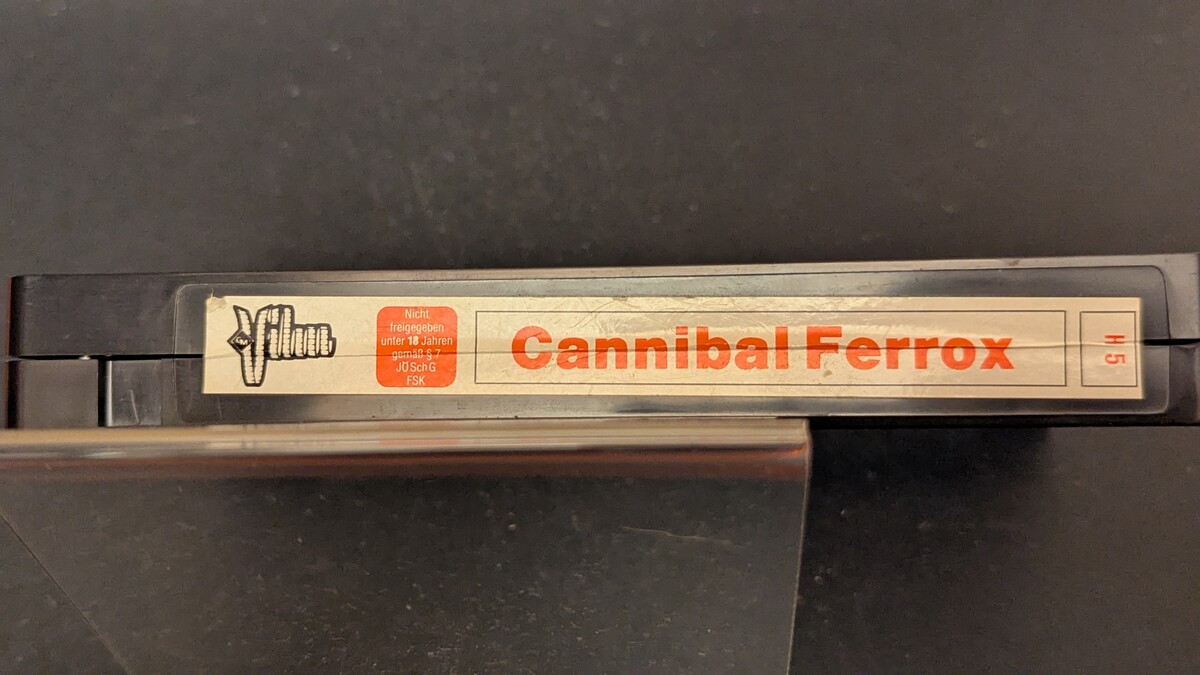 Nicht
freigegeben
unter 18 Jahren
gemäß § 7
JÖSchG
FSK
Cannibal Ferrox
H 5